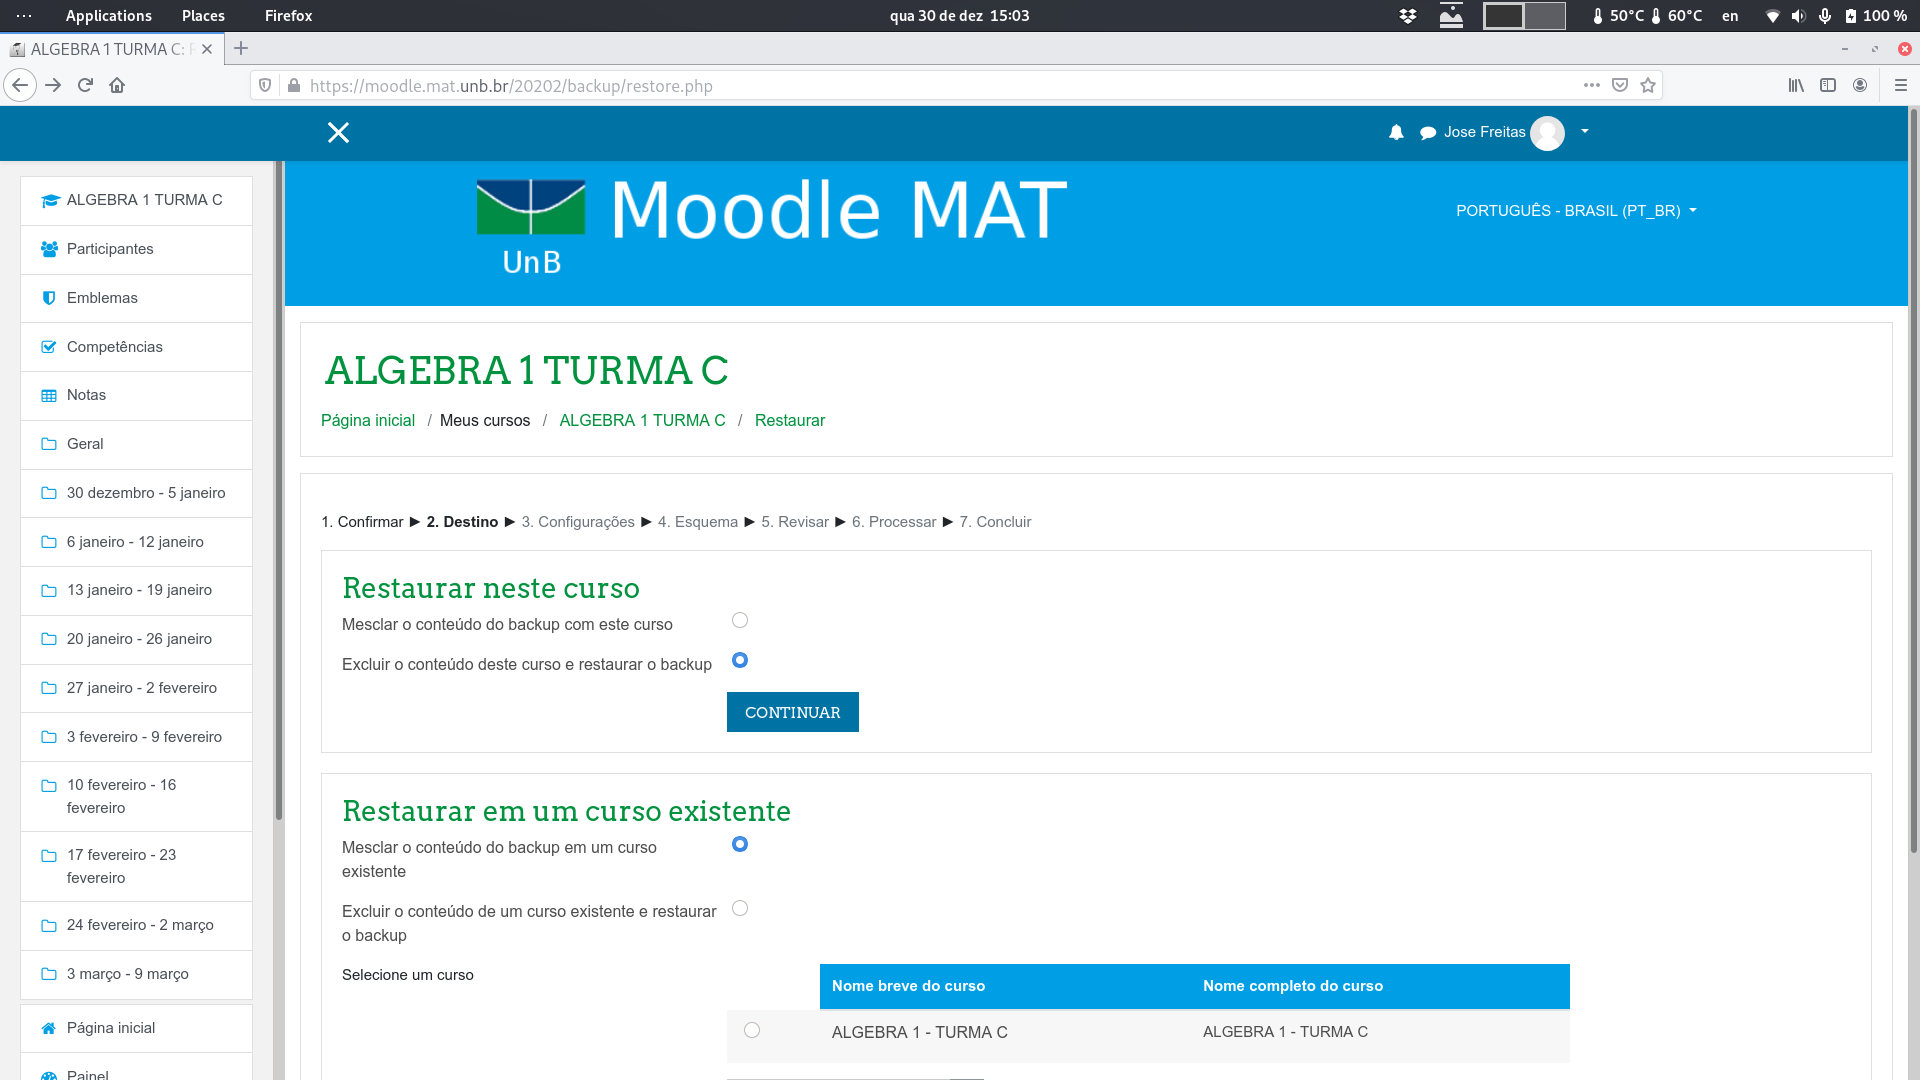 Applications Places Firefox qua 30 de dez 15:03 50°C 60°C en 100 %
ALGEBRA 1 TURMA C:
https://moodle.mat.unb.br/20202/backup/restore.php
Jose Freitas
Moodle MAT
UnB
PORTUGUÊS - BRASIL (PT_BR)
ALGEBRA 1 TURMA C
Participantes
Emblemas
Competências
Notas
Geral
30 dezembro - 5 janeiro
6 janeiro - 12 janeiro
13 janeiro - 19 janeiro
20 janeiro - 26 janeiro
27 janeiro - 2 fevereiro
3 fevereiro - 9 fevereiro
10 fevereiro - 16
fevereiro
17 fevereiro - 23
fevereiro
24 fevereiro - 2 março
3 março - 9 março
Página inicial
Painel
ALGEBRA 1 TURMA C
Página inicial / Meus cursos / ALGEBRA 1 TURMA C / Restaurar
1. Confirmar ► 2. Destino ► 3. Configurações ► 4. Esquema ► 5. Revisar ► 6. Processar ► 7. Concluir
Restaurar neste curso
Mesclar o conteúdo do backup com este curso
Excluir o conteúdo deste curso e restaurar o backup
CONTINUAR
Restaurar em um curso existente
Mesclar o conteúdo do backup em um curso
existente
Excluir o conteúdo de um curso existente e restaurar
o backup
Selecione um curso
Nome breve do curso Nome completo do curso
ALGEBRA 1 - TURMA C ALGEBRA 1 - TURMA C